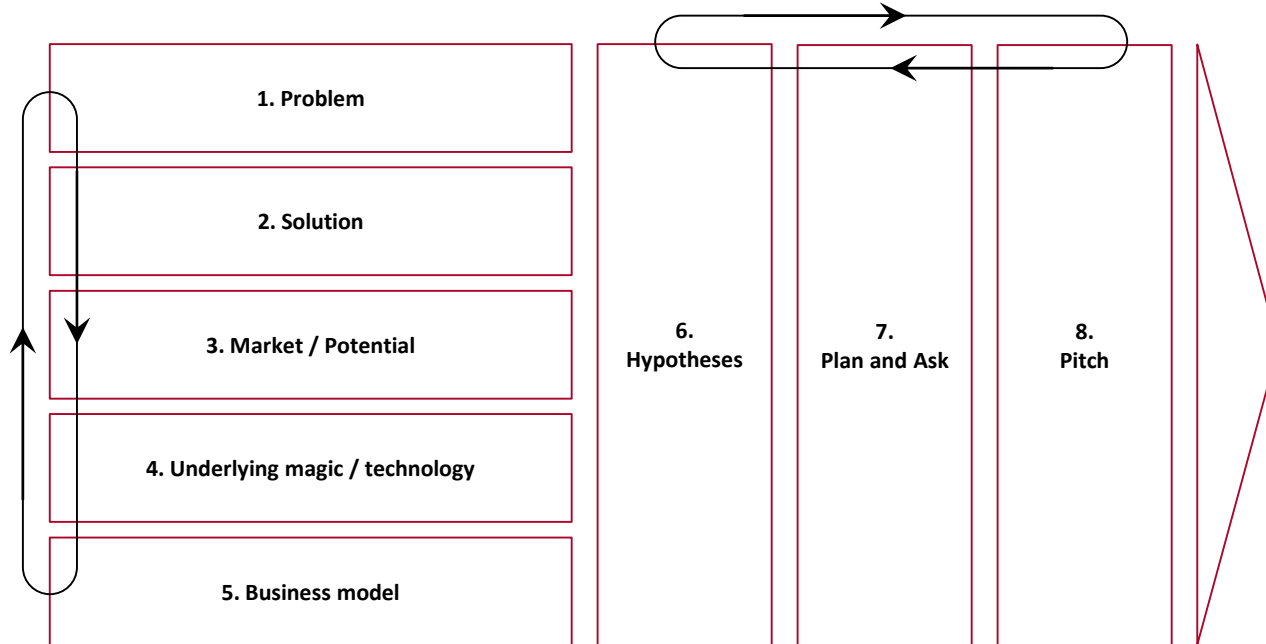 1. Problem
2. Solution
3. Market / Potential
4. Underlying magic / technology
5. Business model
6.
Hypotheses
7.
Plan and Ask
8.
Pitch